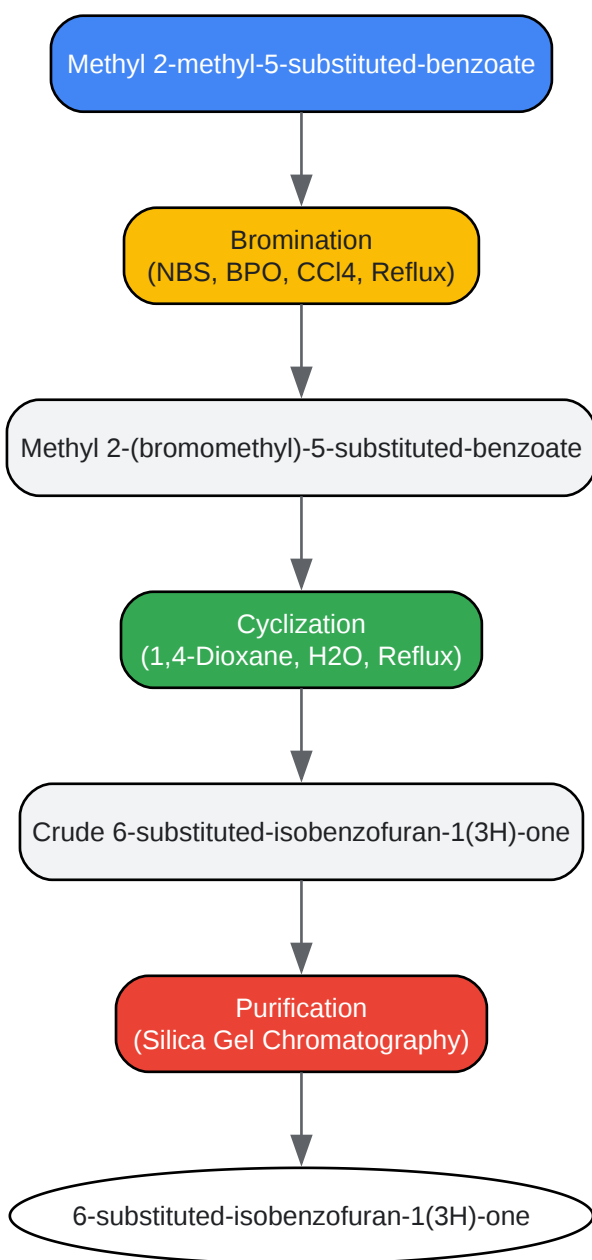 Methyl 2-methyl-5-substituted-benzoate
Bromination
(NBS, BPO, CCl4, Reflux)
Methyl 2-(bromomethyl)-5-substituted-benzoate
Cyclization
(1,4-Dioxane, H2O, Reflux)
Crude 6-substituted-isobenzofuran-1(3H)-one
Purification
(Silica Gel Chromatography)
6-substituted-isobenzofuran-1(3H)-one